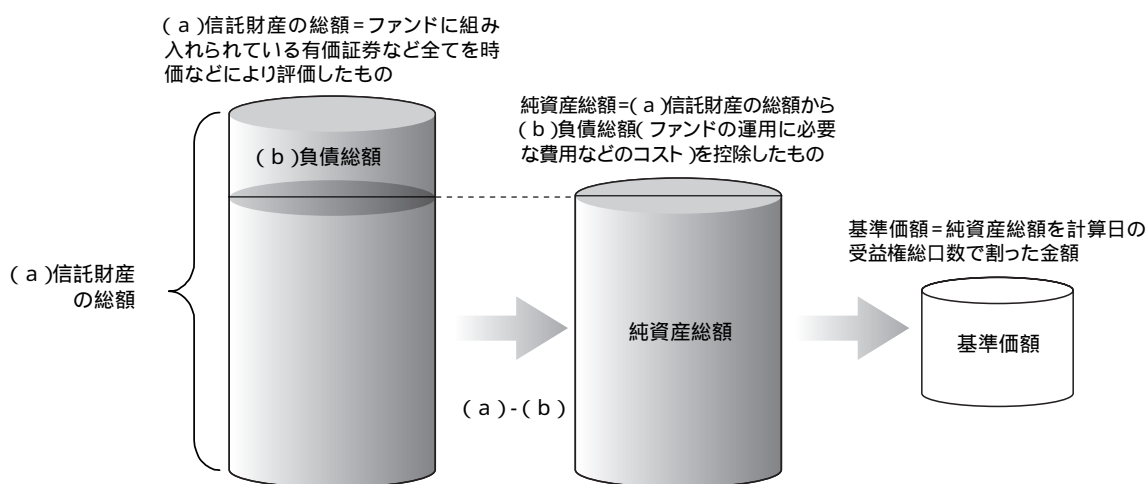 (a)信託財産の総額=ファンドに組み
入れられている有価証券など全てを時
価などにより評価したもの
純資産総額=(a)信託財産の総額から
(b)負債総額(ファンドの運用に必要
な費用などのコスト)を控除したもの
(b)負債総額
基準価額=純資産総額を計算日の
受益権総口数で割った金額
(a)信託財産
の総額
純資産総額
基準価額
(a)-(b)